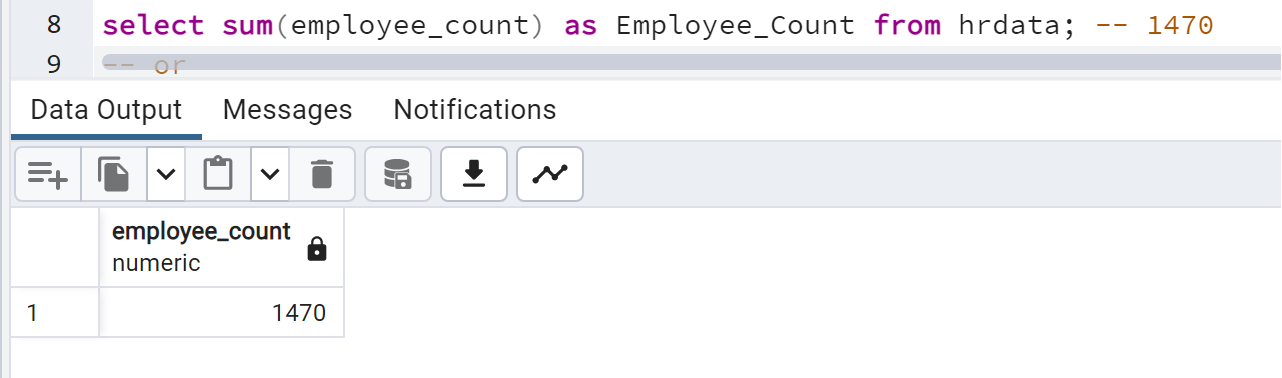 8 select sum(employee_count) as Employee_Count from hrdata; -- 1470
9 -- or
Data Output Messages Notifications
employee_count
numeric
1 1470